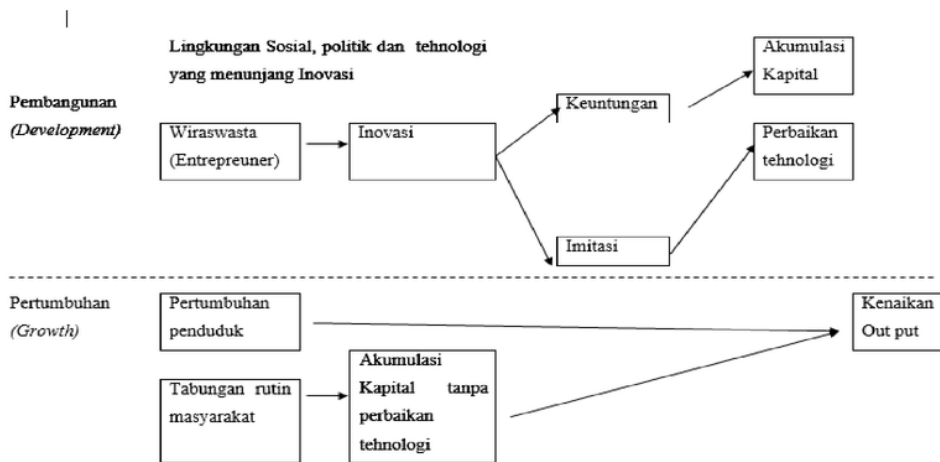 Lingkungan Sosial, politik dan tehnologi
yang menunjang Inovasi
Akumulasi
Kapital
Pembangunan
(Development)
Keuntungan
Wiraswasta
(Entrepreuner)
Inovasi
Perbaikan
tehnologi
Imitasi
Pertumbuhan
(Growth)
Pertumbuhan
penduduk
Kenaikan
Out put
Tabungan rutin
masyarakat
Akumulasi
Kapital tanpa
perbaikan
tehnologi